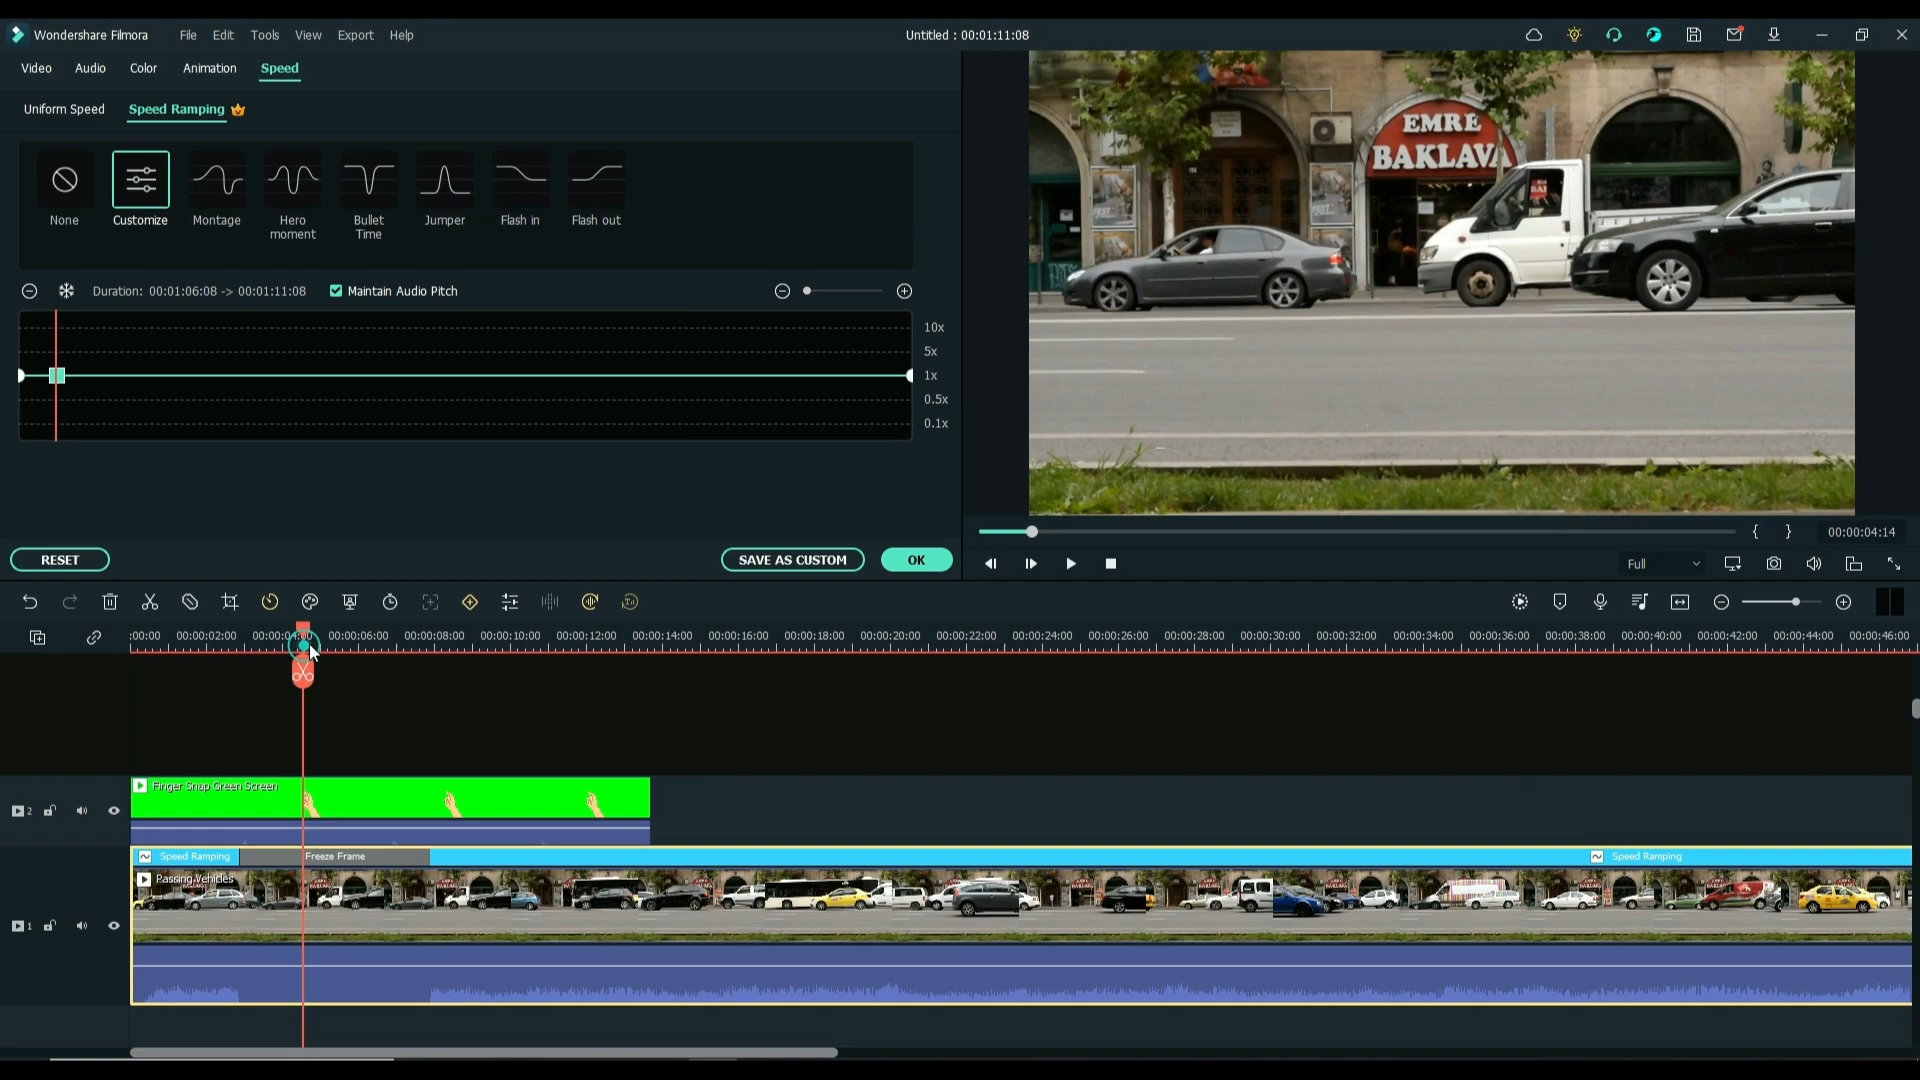 Wondershare Filmora File Edit Tools View Export Help Untitled : 00:01:11:08
Video Audio Color Animation Speed
Uniform Speed Speed Ramping
None Customize Montage Hero moment Bullet Time Jumper Flash in Flash out
Duration: 00:01:06:08 -> 00:01:11:08 Maintain Audio Pitch
10x
5x
1x
0.5x
0.1x
EMRE
BAKLAVA
RESET SAVE AS CUSTOM OK
{ } 00:00:04:14
Full
:00:00 00:00:02:00 00:00:04:00 00:00:06:00 00:00:08:00 00:00:10:00 00:00:12:00 00:00:14:00 00:00:16:00 00:00:18:00 00:00:20:00 00:00:22:00 00:00:24:00 00:00:26:00 00:00:28:00 00:00:30:00 00:00:32:00 00:00:34:00 00:00:36:00 00:00:38:00 00:00:40:00 00:00:42:00 00:00:44:00 00:00:46:00
Finger Snap Green Screen
2
Speed Ramping Freeze Frame Speed Ramping
Passing Vehicles
1